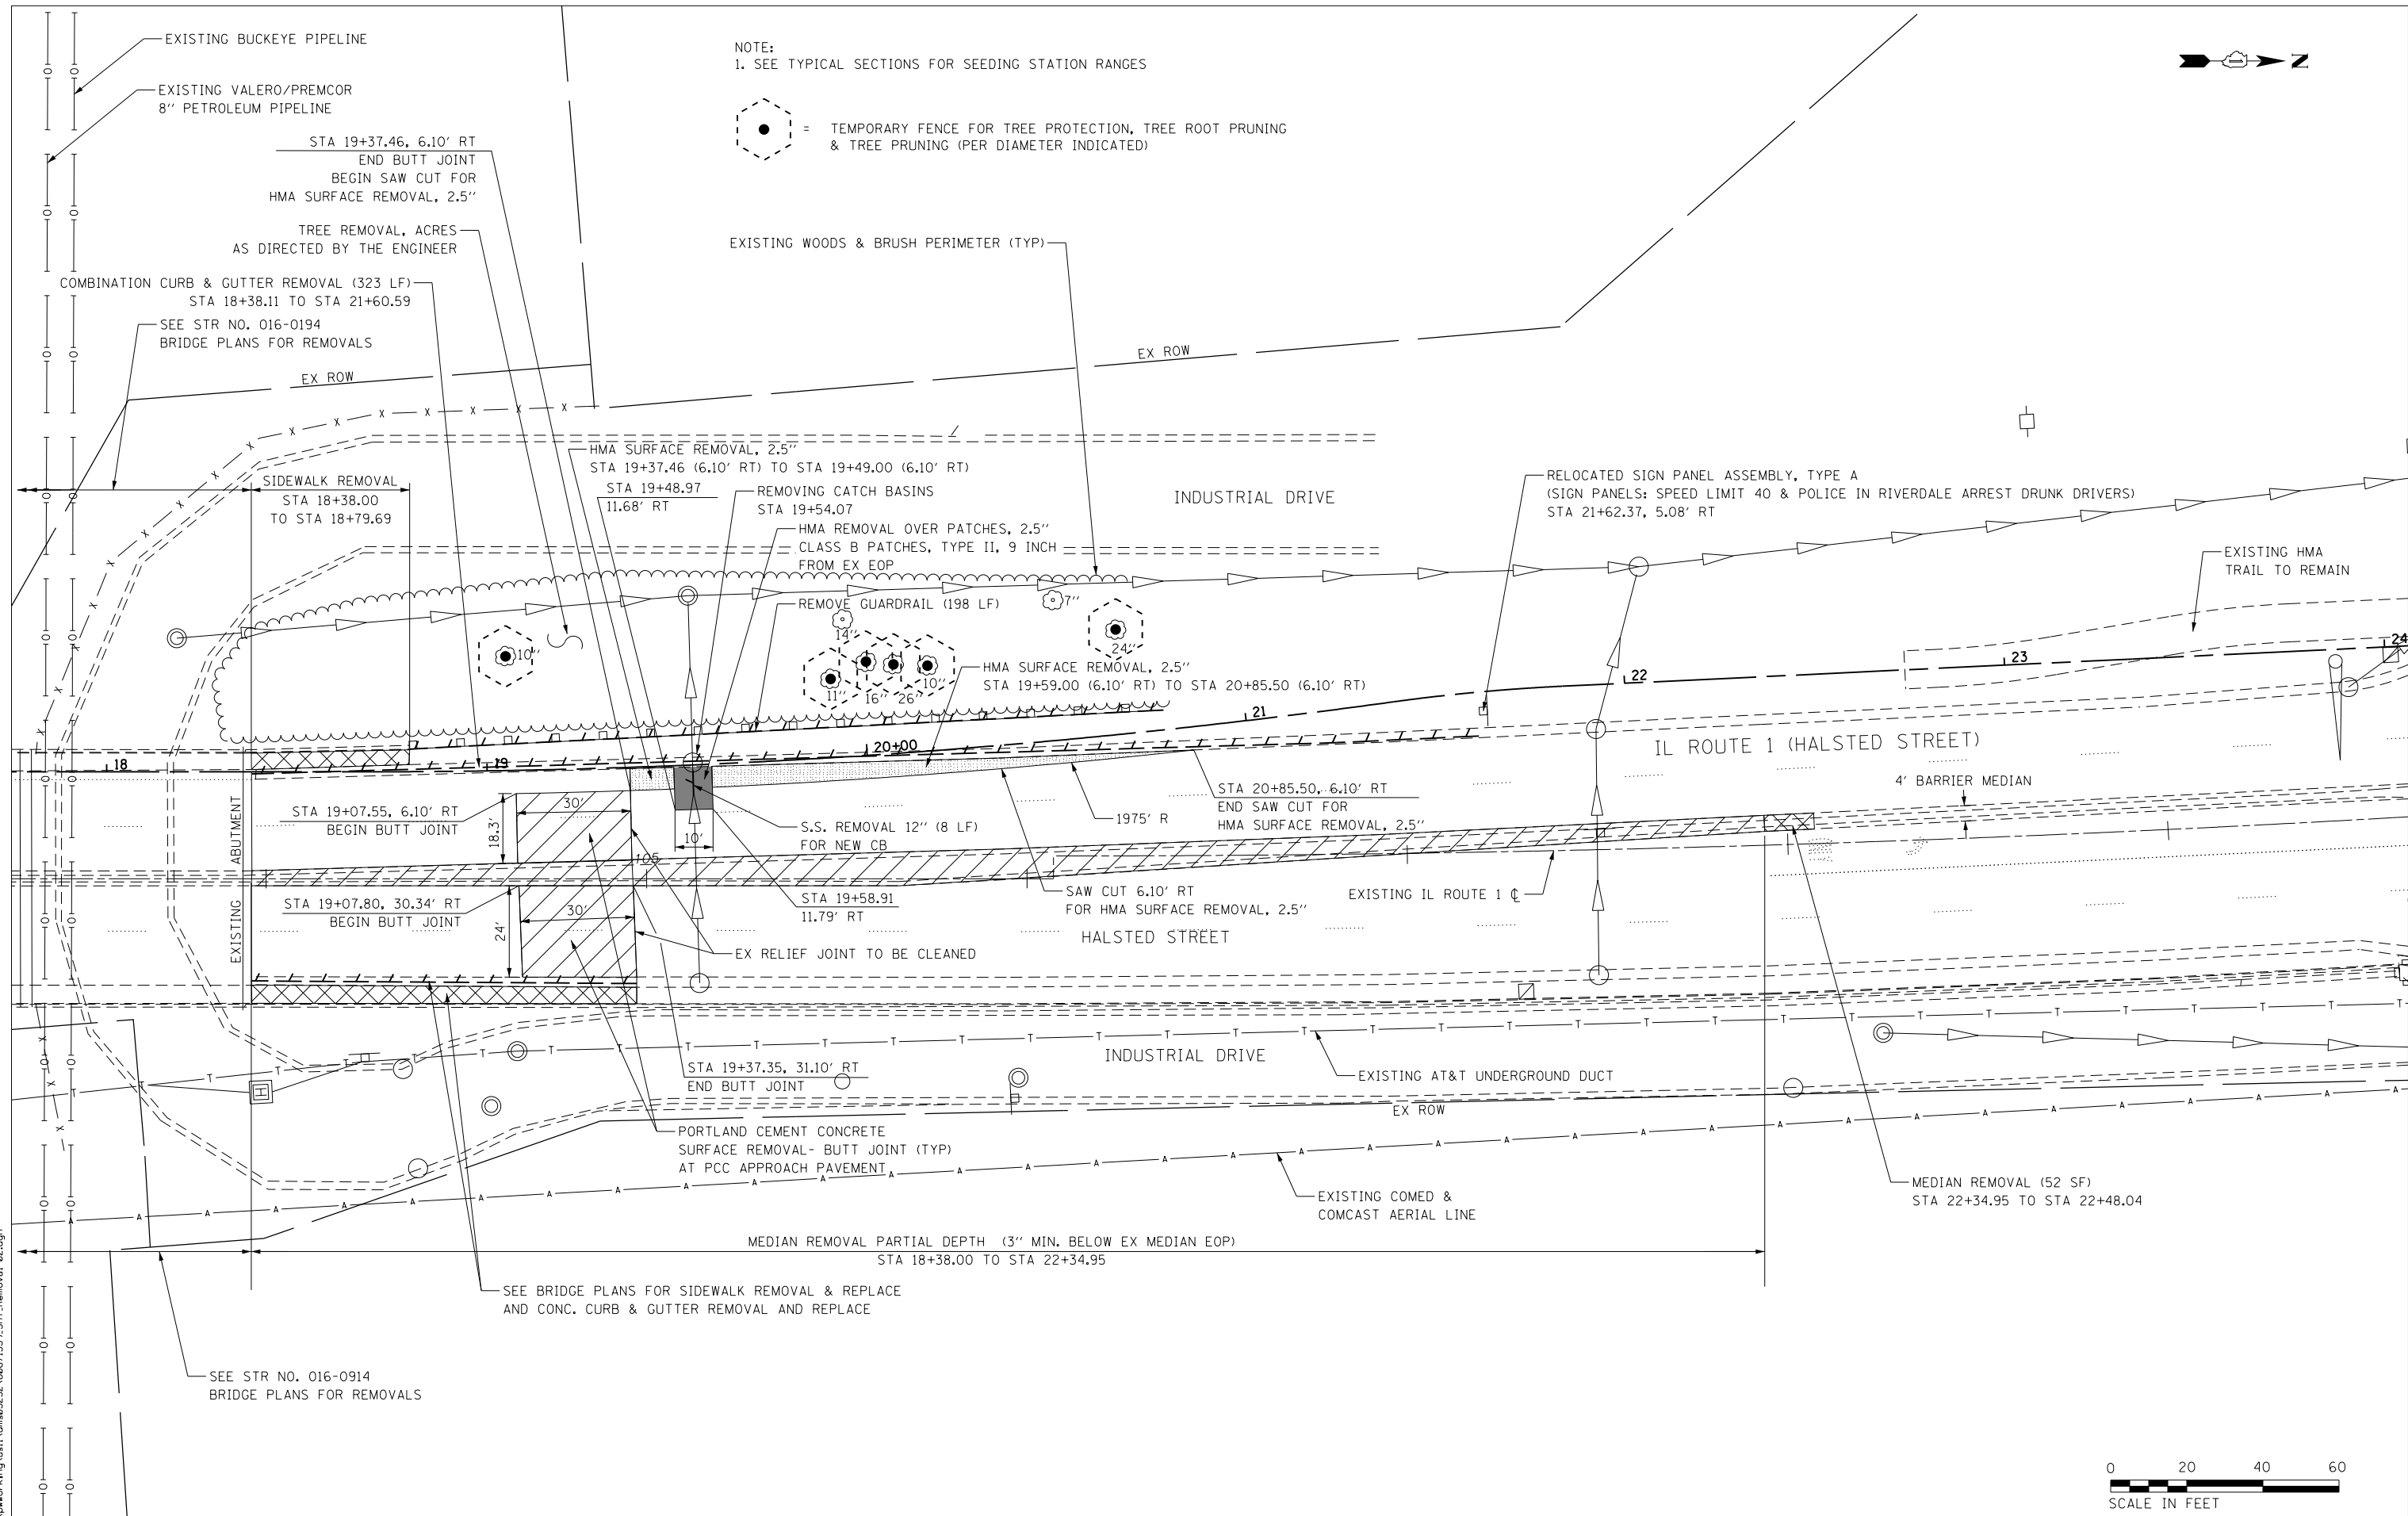 EXISTING BUCKEYE PIPELINE
EXISTING VALERO/PREMCOR
8'' PETROLEUM PIPELINE
NOTE:
1. SEE TYPICAL SECTIONS FOR SEEDING STATION RANGES
= TEMPORARY FENCE FOR TREE PROTECTION, TREE ROOT PRUNING
& TREE PRUNING (PER DIAMETER INDICATED)
N
STA 19+37.46, 6.10' RT
END BUTT JOINT
BEGIN SAW CUT FOR
HMA SURFACE REMOVAL, 2.5''
TREE REMOVAL, ACRES
AS DIRECTED BY THE ENGINEER
EXISTING WOODS & BRUSH PERIMETER (TYP)
COMBINATION CURB & GUTTER REMOVAL (323 LF)
STA 18+38.11 TO STA 21+60.59
SEE STR NO. 016-0194
BRIDGE PLANS FOR REMOVALS
EX ROW
EX ROW
SIDEWALK REMOVAL
STA 18+38.00
TO STA 18+79.69
HMA SURFACE REMOVAL, 2.5''
STA 19+37.46 (6.10' RT) TO STA 19+49.00 (6.10' RT)
STA 19+48.97
11.68' RT
REMOVING CATCH BASINS
STA 19+54.07
HMA REMOVAL OVER PATCHES, 2.5''
CLASS B PATCHES, TYPE II, 9 INCH
FROM EX EOP
INDUSTRIAL DRIVE
RELOCATED SIGN PANEL ASSEMBLY, TYPE A
(SIGN PANELS: SPEED LIMIT 40 & POLICE IN RIVERDALE ARREST DRUNK DRIVERS)
STA 21+62.37, 5.08' RT
EXISTING HMA
TRAIL TO REMAIN
REMOVE GUARDRAIL (198 LF)
7''
14''
10''
24''
11''
16''
26''
10''
HMA SURFACE REMOVAL, 2.5''
STA 19+59.00 (6.10' RT) TO STA 20+85.50 (6.10' RT)
18
19
20+00
21
22
23
24
IL ROUTE 1 (HALSTED STREET)
4' BARRIER MEDIAN
STA 19+07.55, 6.10' RT
BEGIN BUTT JOINT
30'
18.3'
10'
105
S.S. REMOVAL 12'' (8 LF)
FOR NEW CB
1975' R
STA 20+85.50, 6.10' RT
END SAW CUT FOR
HMA SURFACE REMOVAL, 2.5''
EXISTING ABUTMENT
STA 19+07.80, 30.34' RT
BEGIN BUTT JOINT
30'
24'
STA 19+58.91
11.79' RT
SAW CUT 6.10' RT
FOR HMA SURFACE REMOVAL, 2.5''
EXISTING IL ROUTE 1 ℄
HALSTED STREET
EX RELIEF JOINT TO BE CLEANED
STA 19+37.35, 31.10' RT
END BUTT JOINT
INDUSTRIAL DRIVE
EXISTING AT&T UNDERGROUND DUCT
EX ROW
PORTLAND CEMENT CONCRETE
SURFACE REMOVAL- BUTT JOINT (TYP)
AT PCC APPROACH PAVEMENT
EXISTING COMED &
COMCAST AERIAL LINE
MEDIAN REMOVAL (52 SF)
STA 22+34.95 TO STA 22+48.04
MEDIAN REMOVAL PARTIAL DEPTH (3'' MIN. BELOW EX MEDIAN EOP)
STA 18+38.00 TO STA 22+34.95
SEE BRIDGE PLANS FOR SIDEWALK REMOVAL & REPLACE
AND CONC. CURB & GUTTER REMOVAL AND REPLACE
SEE STR NO. 016-0914
BRIDGE PLANS FOR REMOVALS
0 20 40 60
SCALE IN FEET